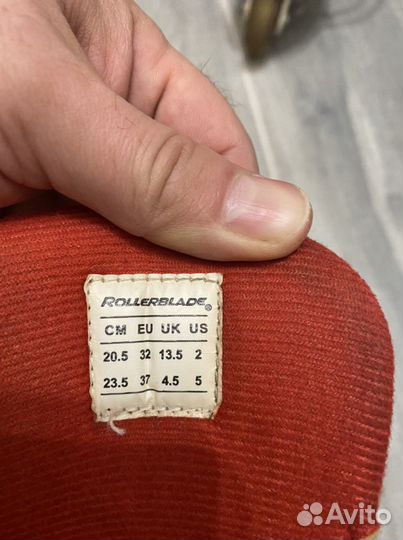 ROLLERBLADE®
CM EU UK US
20.5 32 13.5 2
23.5 37 4.5 5
Avito